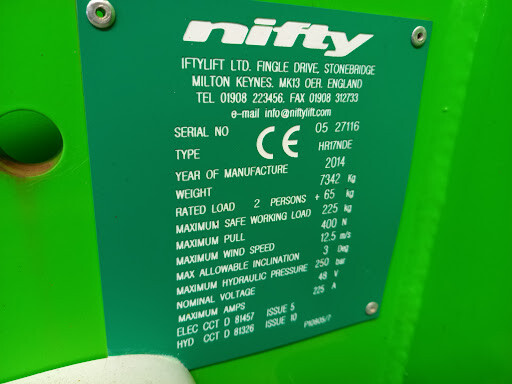 nifty
IFTYLIFT LTD. FINGLE DRIVE, STONEBRIDGE
MILTON KEYNES. MK13 OER. ENGLAND
TEL 01908 223456. FAX 01908 312733
e-mail info@niftylift.com
SERIAL NO CE 05 27116
TYPE HR17NDE
YEAR OF MANUFACTURE 2014
WEIGHT 7342 Kg
RATED LOAD 2 PERSONS + 65 kg
MAXIMUM SAFE WORKING LOAD 225 kg
MAXIMUM PULL 400 N
MAXIMUM WIND SPEED 12.5 m/s
MAX ALLOWABLE INCLINATION 3 Deg
MAXIMUM HYDRAULIC PRESSURE 250 bar
NOMINAL VOLTAGE 48 V
MAXIMUM AMPS 225 A
ELEC CCT D 81457 ISSUE 5
HYD CCT D 81326 ISSUE 10 P10805/7